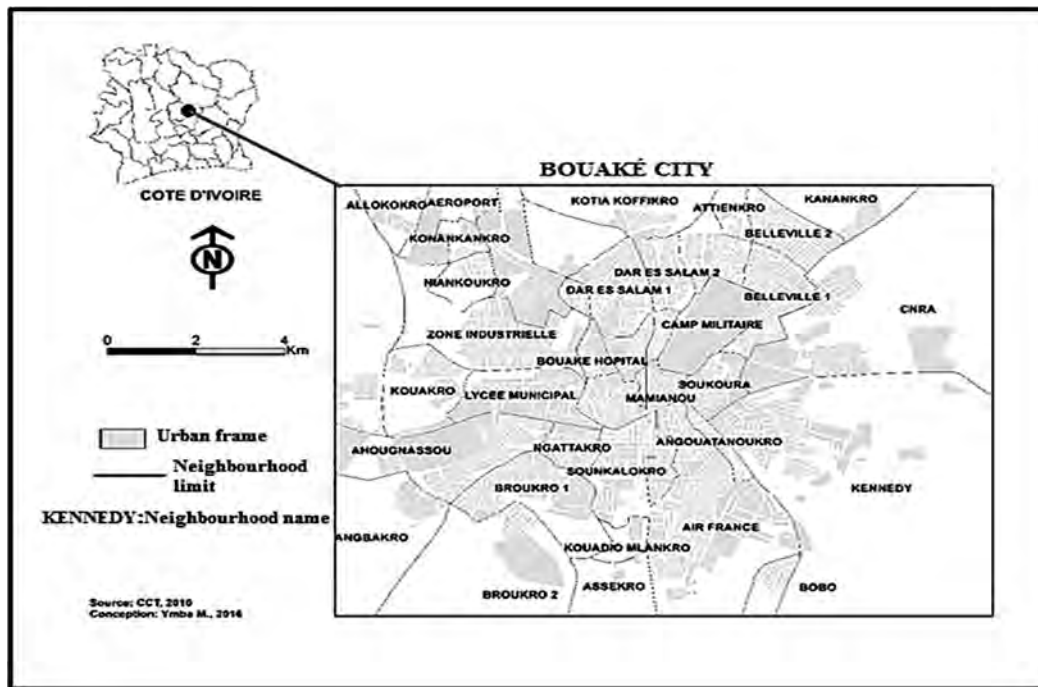 BOUAKÉ CITY
COTE D'IVOIRE
N
0 2 4
Km
Urban frame
Neighbourhood
limit
KENNEDY:Neighbourhood name
Source: CCT, 2010
Conception: Ymba M., 2014
ALLOKOKRO
AEROPORT
KOTIA KOFFIKRO
ATTIENKRO
KANANKRO
KONANKANKRO
BELLEVILLE 2
NIANKOUKRO
DAR ES SALAM 2
DAR ES SALAM 1
BELLEVILLE 1
CNRA
ZONE INDUSTRIELLE
CAMP MILITAIRE
BOUAKE HOPITAL
KOUAKRO
LYCEE MUNICIPAL
SOUKOURA
MAMIANOU
AHOUGNASSOU
NGATTAKRO
ANGOUATANOUKRO
SOUNKALOKRO
BROUKRO 1
KENNEDY
AIR FRANCE
ANGBAKRO
KOUADIO MLANKRO
BROUKRO 2
ASSEKRO
BOBO